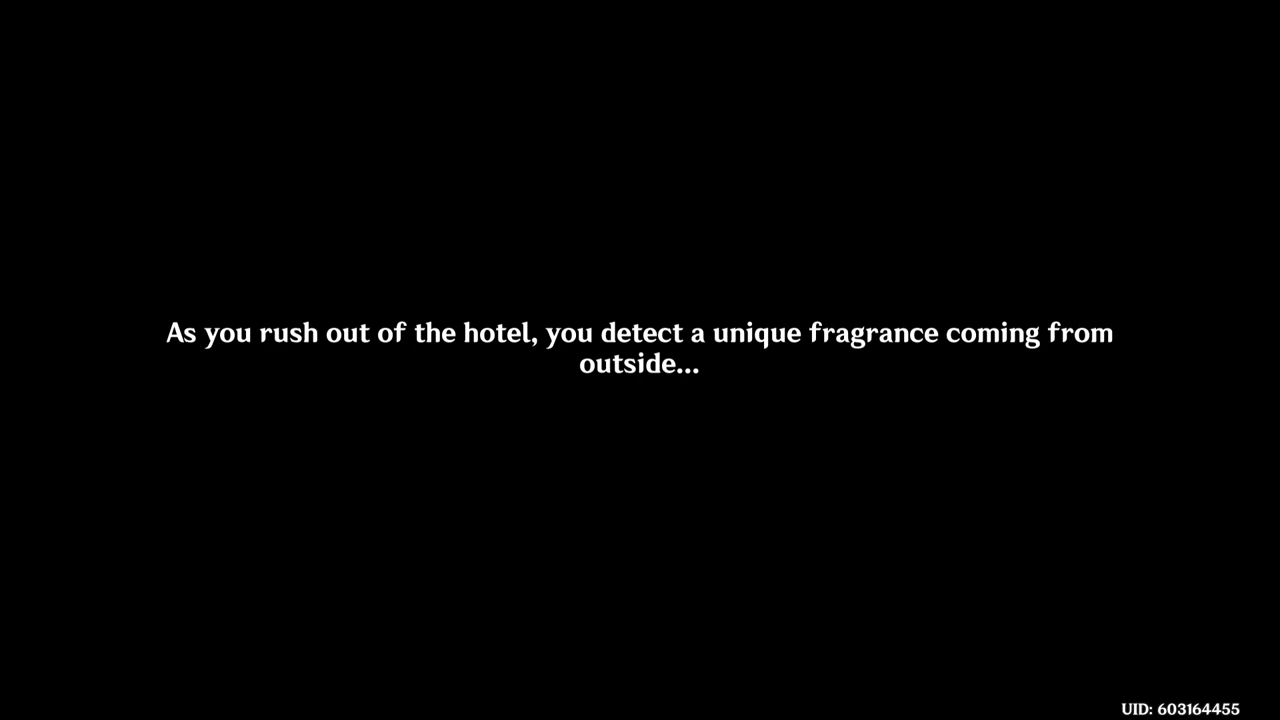 As you rush out of the hotel, you detect a unique fragrance coming from
outside...
UID: 603164455